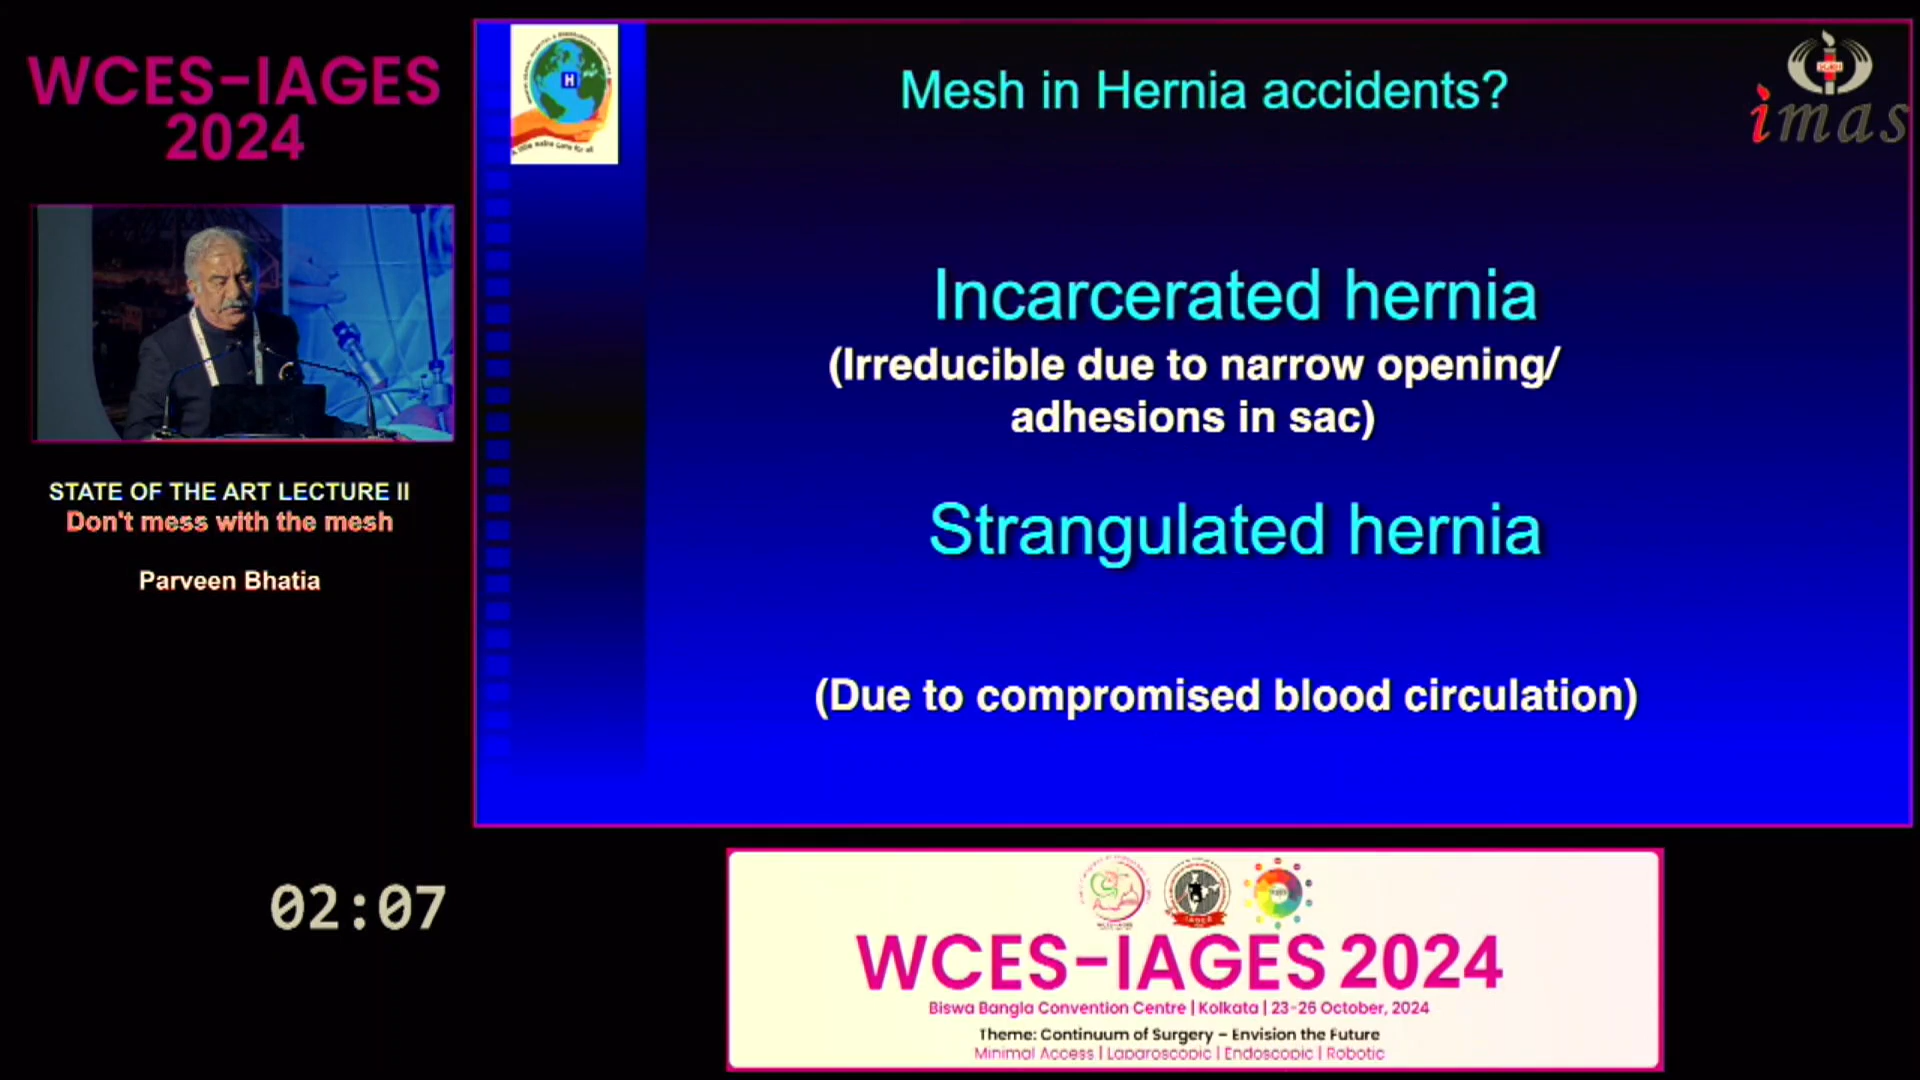 WCES-IAGES
2024
STATE OF THE ART LECTURE II
Don't mess with the mesh
Parveen Bhatia
02:07
H
Mesh in Hernia accidents?
imas
Incarcerated hernia
(Irreducible due to narrow opening/
adhesions in sac)
Strangulated hernia
(Due to compromised blood circulation)
WCES-IAGES 2024
Biswa Bangla Convention Centre | Kolkata | 23-26 October, 2024
Theme: Continuum of Surgery – Envision the Future
Minimal Access | Laparoscopic | Endoscopic | Robotic